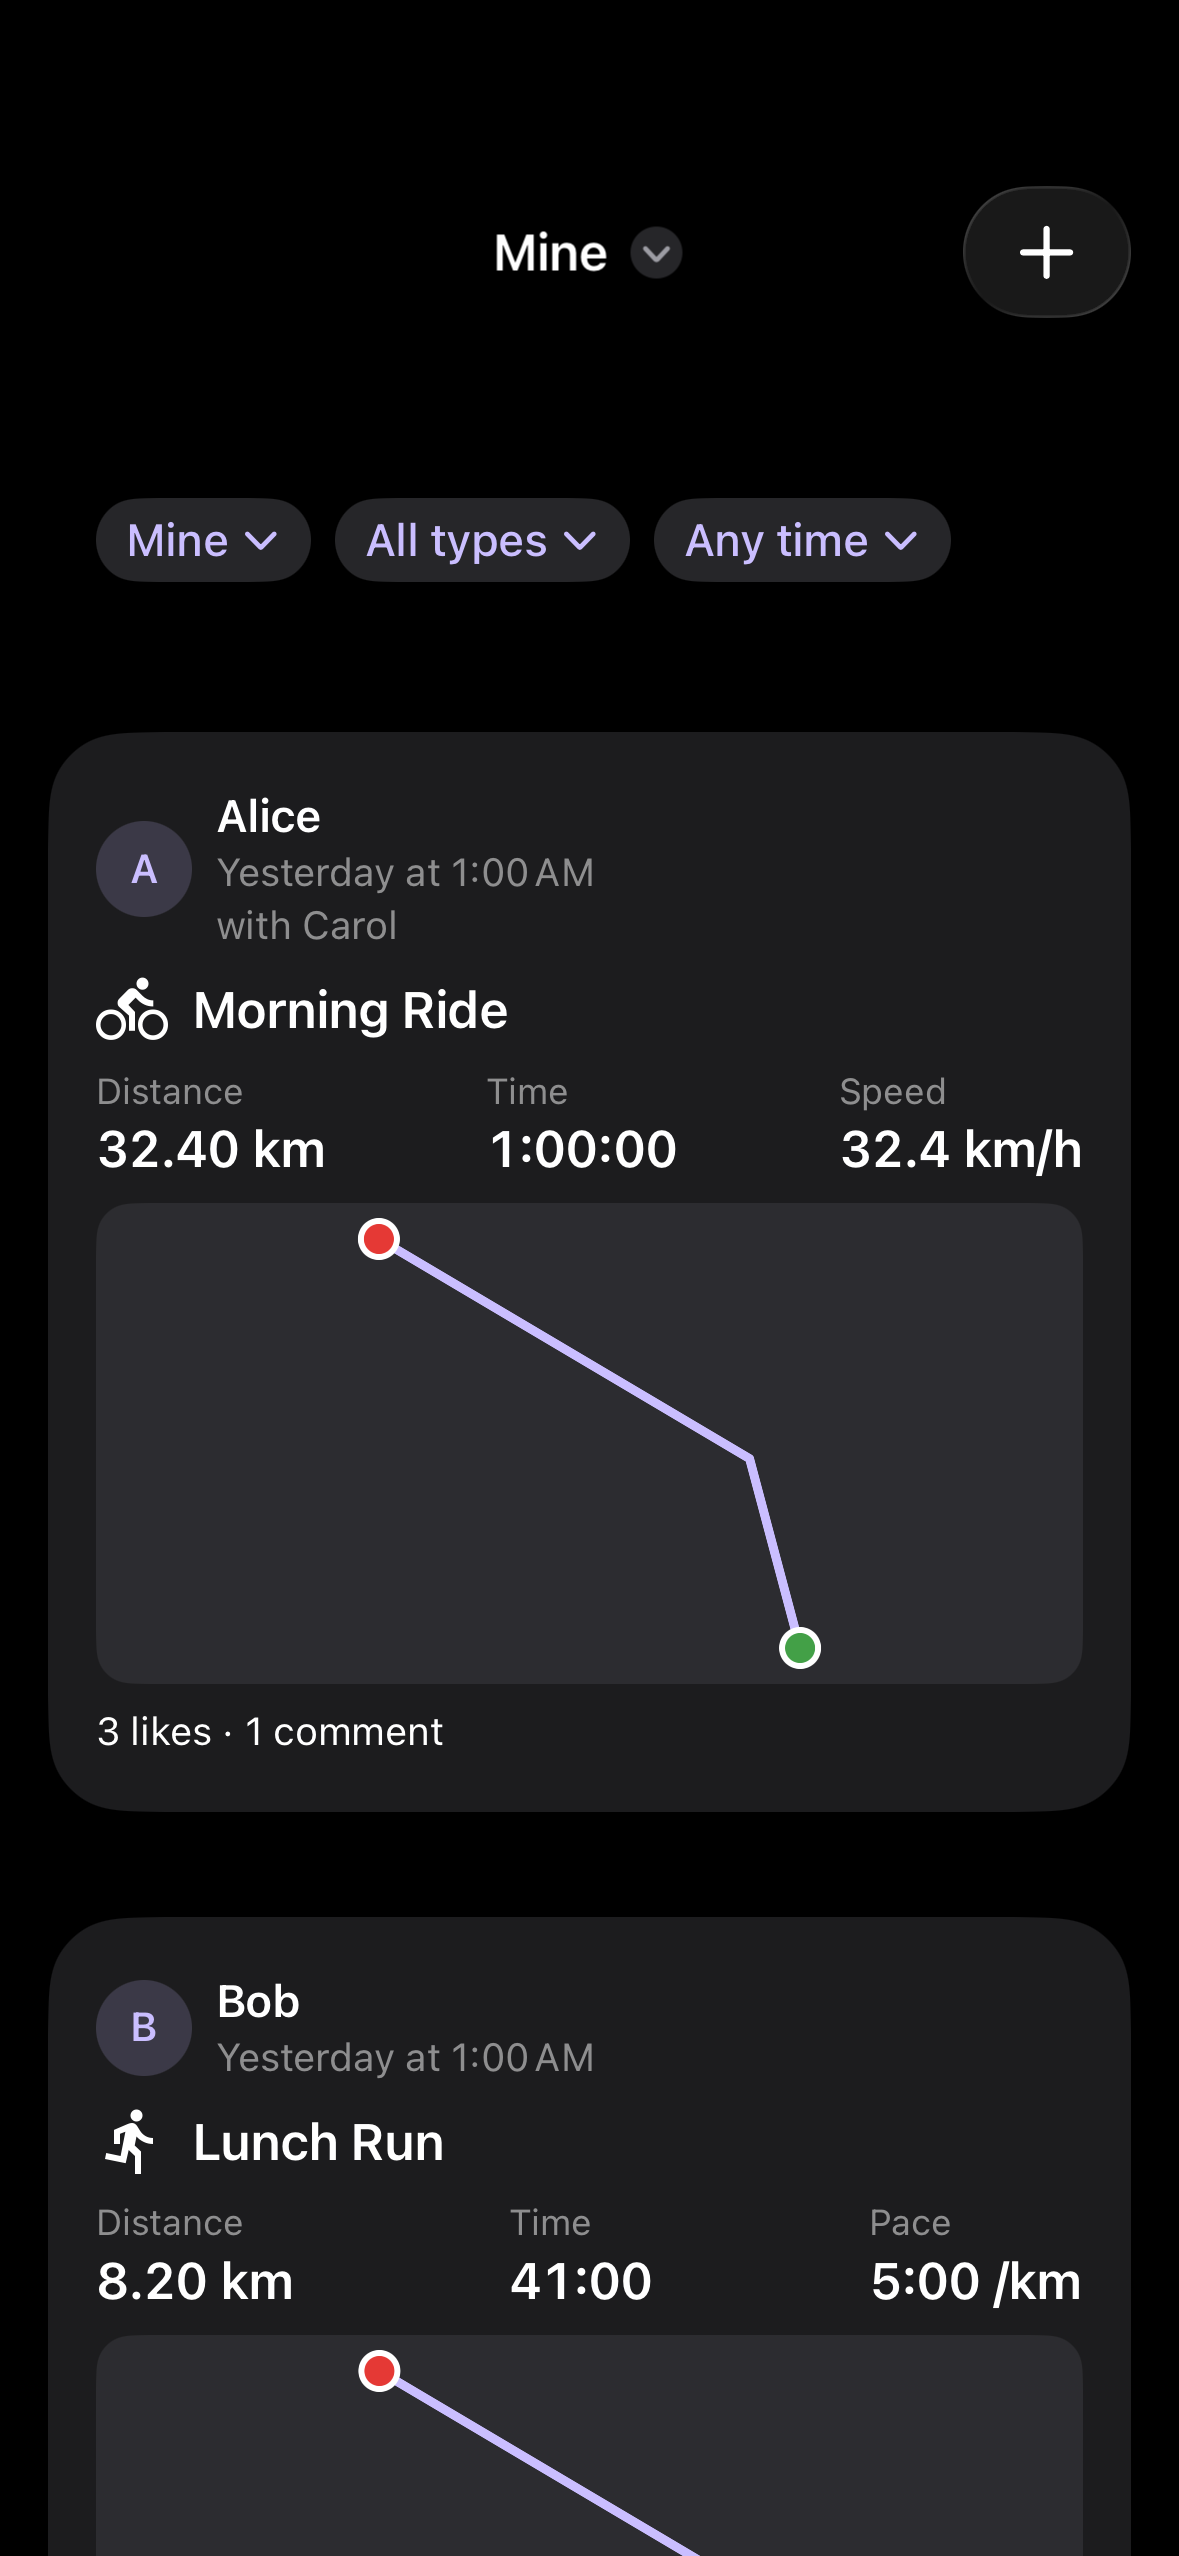 Mine
Mine
All types
Any time
A
Alice
Yesterday at 1:00 AM
with Carol
Morning Ride
Distance
Time
Speed
32.40 km
1:00:00
32.4 km/h
3 likes · 1 comment
B
Bob
Yesterday at 1:00 AM
Lunch Run
Distance
Time
Pace
8.20 km
41:00
5:00 /km